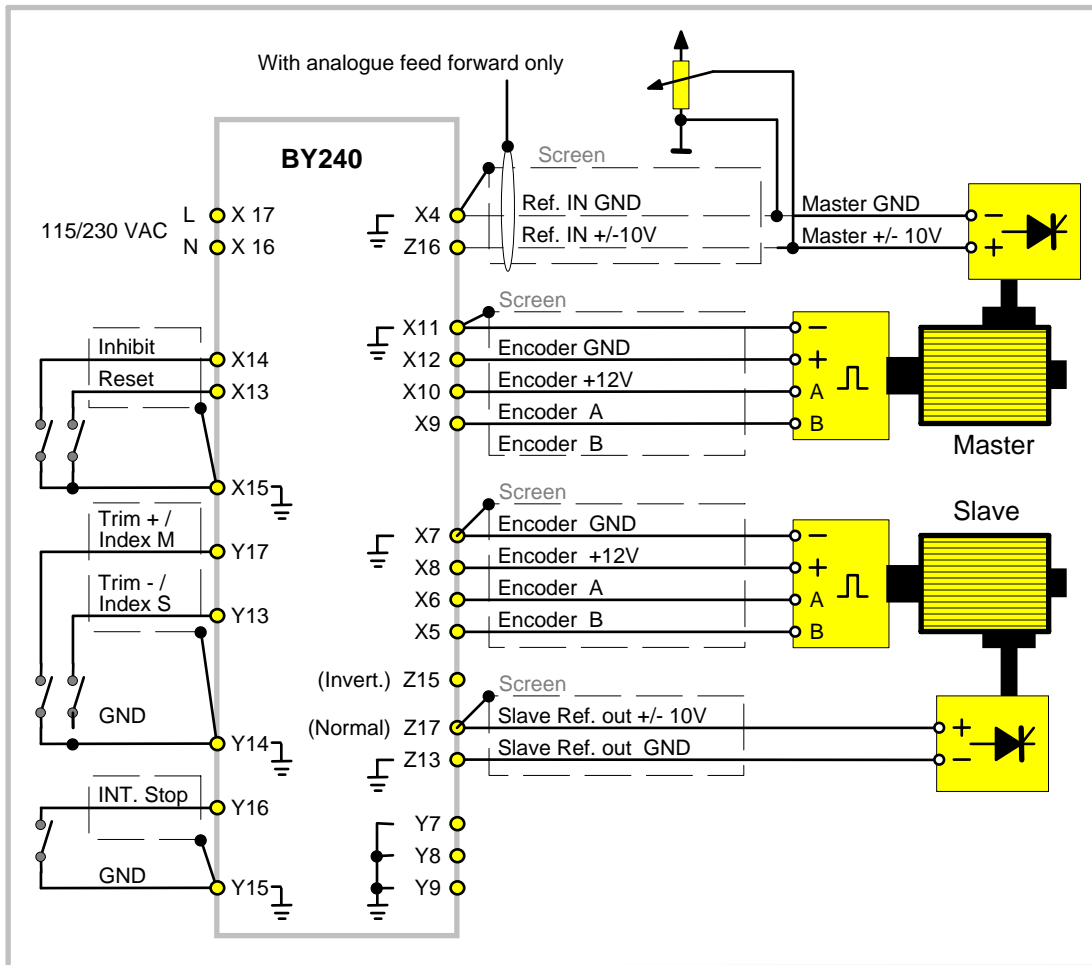 With analogue feed forward only
BY240
Screen
115/230 VAC
L X 17
N X 16
X4 Ref. IN GND Master GND −
Z16 Ref. IN +/-10V Master +/- 10V +
Screen
X11 −
X12 Encoder GND +
X10 Encoder +12V A
X9 Encoder A B
Encoder B
Master
Inhibit X14
Reset X13
X15
Screen
Slave
X7 Encoder GND −
X8 Encoder +12V +
X6 Encoder A A
X5 Encoder B B
Trim + /
Index M Y17
Trim - /
Index S Y13
GND
Y14
(Invert.) Z15
Screen
(Normal) Z17 Slave Ref. out +/- 10V +
Z13 Slave Ref. out GND −
INT. Stop Y16
GND
Y15
Y7
Y8
Y9